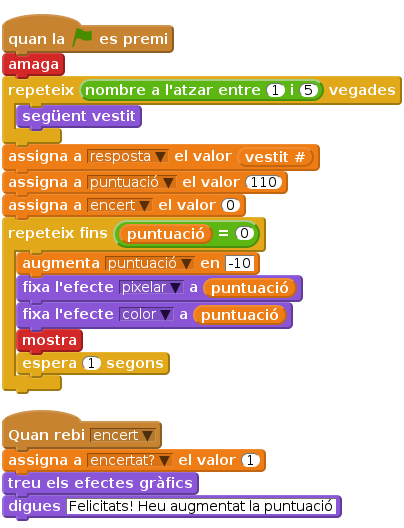 quan la es premi
amaga
repeteix nombre a l'atzar entre 1 i 5 vegades
següent vestit
assigna a resposta el valor vestit #
assigna a puntuació el valor 110
assigna a encert el valor 0
repeteix fins puntuació = 0
augmenta puntuació en -10
fixa l'efecte pixelar a puntuació
fixa l'efecte color a puntuació
mostra
espera 1 segons
Quan rebi encert
assigna a encertat? el valor 1
treu els efectes gràfics
digues Felicitats! Heu augmentat la puntuació